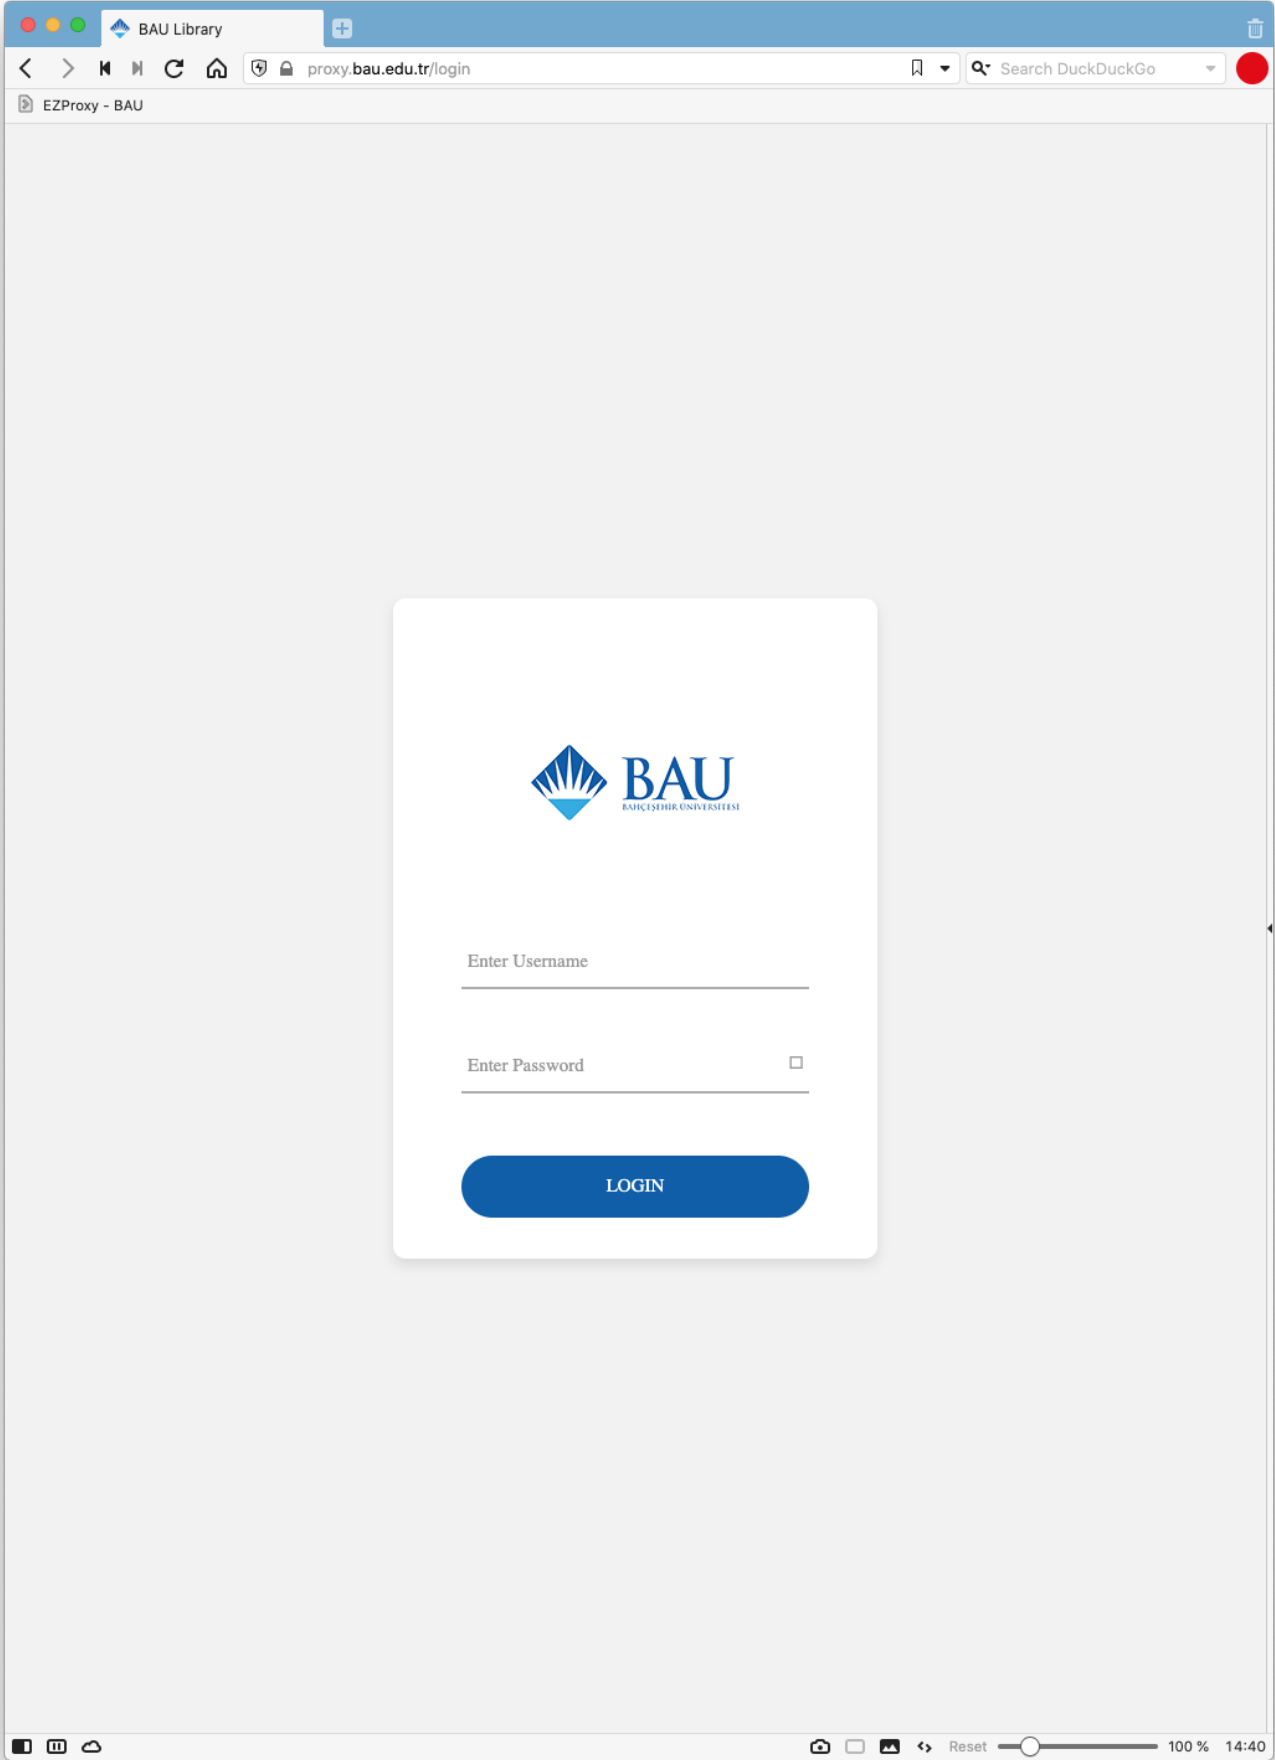 BAU Library
proxy.bau.edu.tr/login
Search DuckDuckGo
EZProxy - BAU
BAU
BAHÇEŞEHİR ÜNİVERSİTESİ
Enter Username
Enter Password
LOGIN
Reset
100 %
14:40